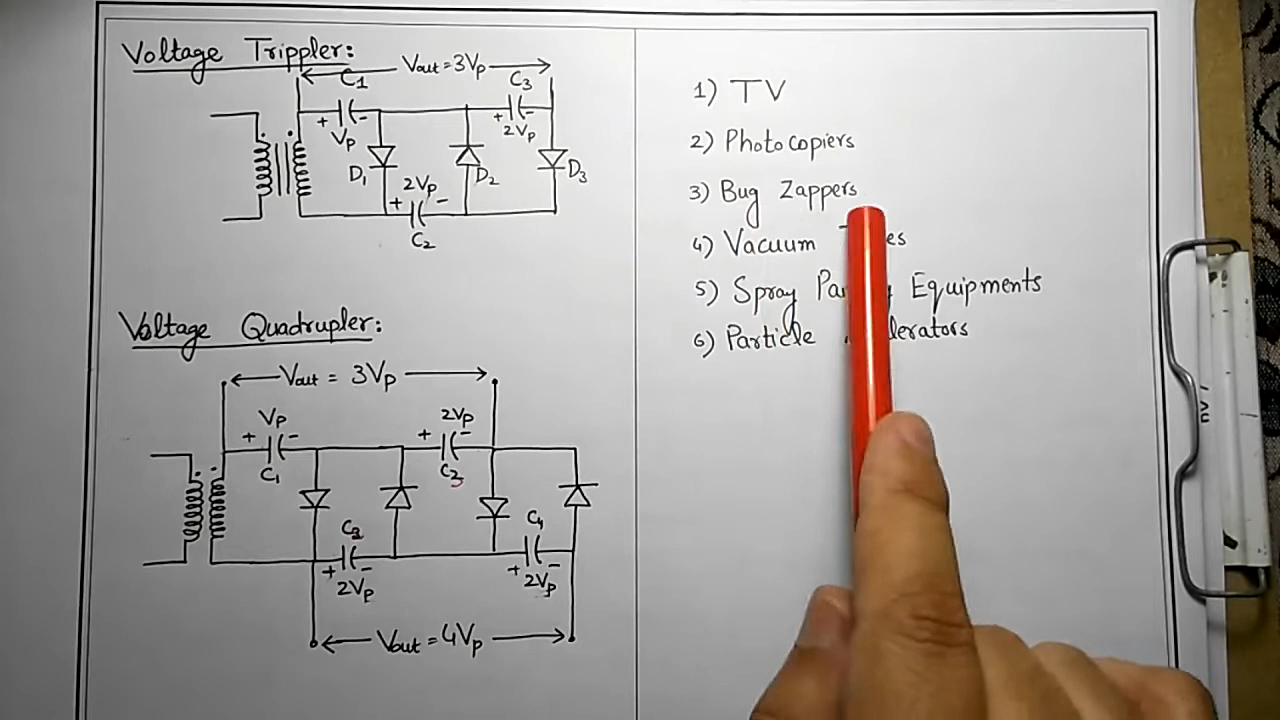 Voltage Trippler:
Vout = 3Vp
C1
C3
+ - + -
Vp 2Vp
D1 D2 D3
2Vp
+ -
C2
Voltage Quadrupler:
Vout = 3Vp
Vp 2Vp
+ - + -
C1 C3
C2 C4
+ - + -
2Vp 2Vp
Vout = 4Vp
1) TV
2) Photocopiers
3) Bug Zappers
4) Vacuum
5) Spray Equipments
6) Particle